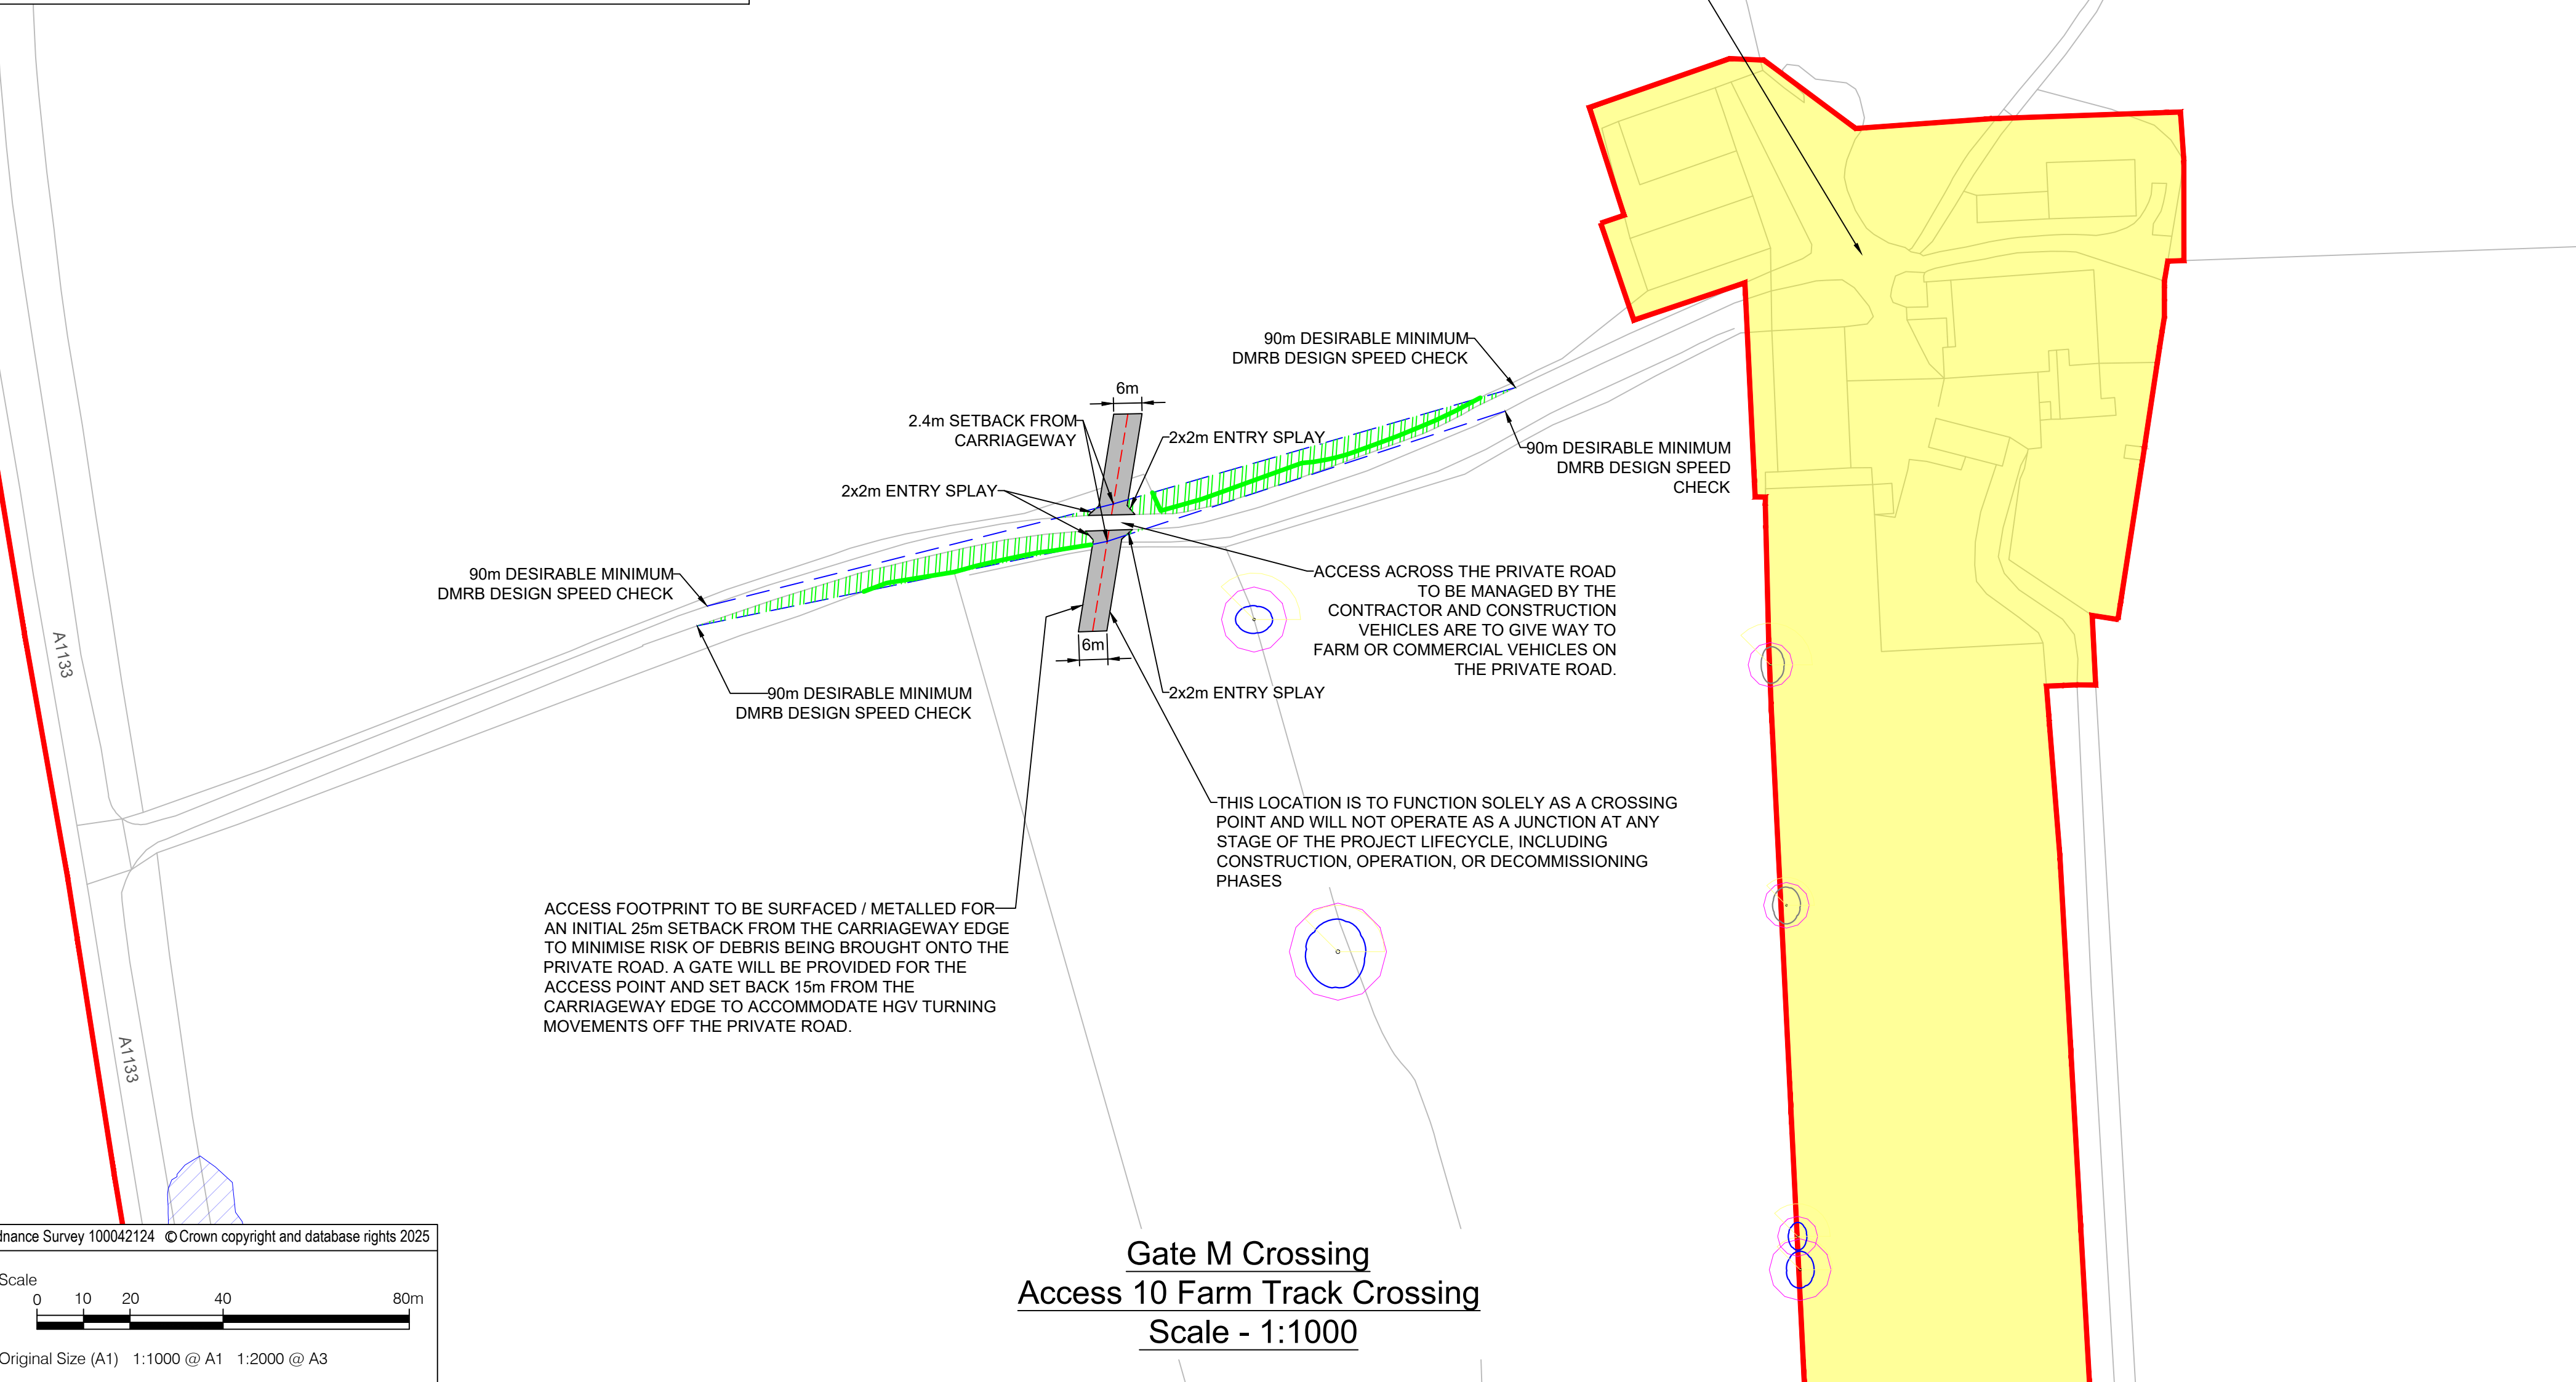 90m DESIRABLE MINIMUM
DMRB DESIGN SPEED CHECK
6m
2.4m SETBACK FROM
CARRIAGEWAY
2x2m ENTRY SPLAY
90m DESIRABLE MINIMUM
DMRB DESIGN SPEED
CHECK
2x2m ENTRY SPLAY
90m DESIRABLE MINIMUM
DMRB DESIGN SPEED CHECK
ACCESS ACROSS THE PRIVATE ROAD
TO BE MANAGED BY THE
CONTRACTOR AND CONSTRUCTION
VEHICLES ARE TO GIVE WAY TO
FARM OR COMMERCIAL VEHICLES ON
THE PRIVATE ROAD.
A1133
6m
90m DESIRABLE MINIMUM
DMRB DESIGN SPEED CHECK
2x2m ENTRY SPLAY
THIS LOCATION IS TO FUNCTION SOLELY AS A CROSSING
POINT AND WILL NOT OPERATE AS A JUNCTION AT ANY
STAGE OF THE PROJECT LIFECYCLE, INCLUDING
CONSTRUCTION, OPERATION, OR DECOMMISSIONING
PHASES
ACCESS FOOTPRINT TO BE SURFACED / METALLED FOR
AN INITIAL 25m SETBACK FROM THE CARRIAGEWAY EDGE
TO MINIMISE RISK OF DEBRIS BEING BROUGHT ONTO THE
PRIVATE ROAD. A GATE WILL BE PROVIDED FOR THE
ACCESS POINT AND SET BACK 15m FROM THE
CARRIAGEWAY EDGE TO ACCOMMODATE HGV TURNING
MOVEMENTS OFF THE PRIVATE ROAD.
A1133
dnance Survey 100042124 © Crown copyright and database rights 2025
Scale
0 10 20 40 80m
Original Size (A1) 1:1000 @ A1 1:2000 @ A3
Gate M Crossing
Access 10 Farm Track Crossing
Scale - 1:1000